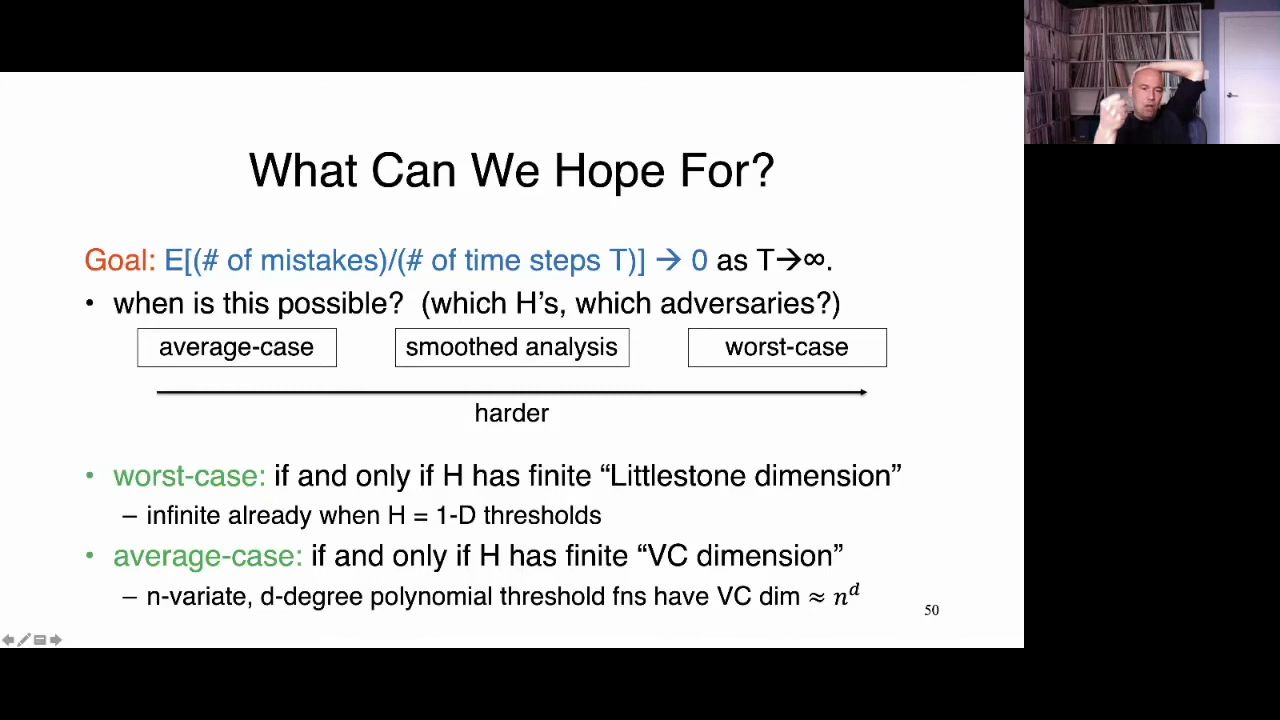 What Can We Hope For?
Goal: E[(# of mistakes)/(# of time steps T)] → 0 as T→∞.
• when is this possible? (which H's, which adversaries?)
average-case smoothed analysis worst-case
harder
• worst-case: if and only if H has finite “Littlestone dimension”
– infinite already when H = 1-D thresholds
• average-case: if and only if H has finite “VC dimension”
– n-variate, d-degree polynomial threshold fns have VC dim ≈ n^d
50